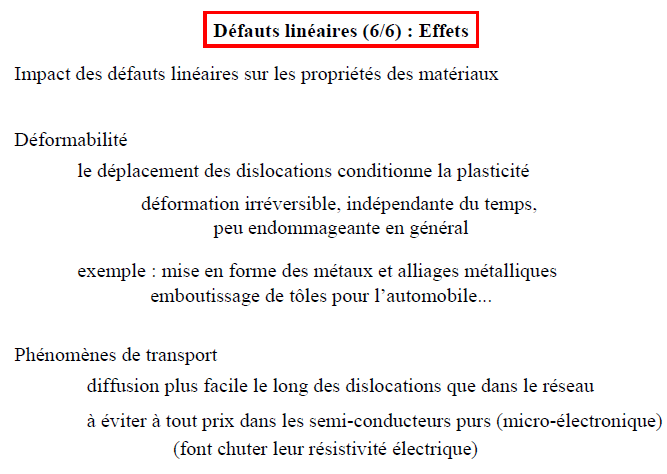 Défauts linéaires (6/6) : Effets
Impact des défauts linéaires sur les propriétés des matériaux
Déformabilité
le déplacement des dislocations conditionne la plasticité
déformation irréversible, indépendante du temps,
peu endommageante en général
exemple : mise en forme des métaux et alliages métalliques
emboutissage de tôles pour l'automobile...
Phénomènes de transport
diffusion plus facile le long des dislocations que dans le réseau
à éviter à tout prix dans les semi-conducteurs purs (micro-électronique)
(font chuter leur résistivité électrique)